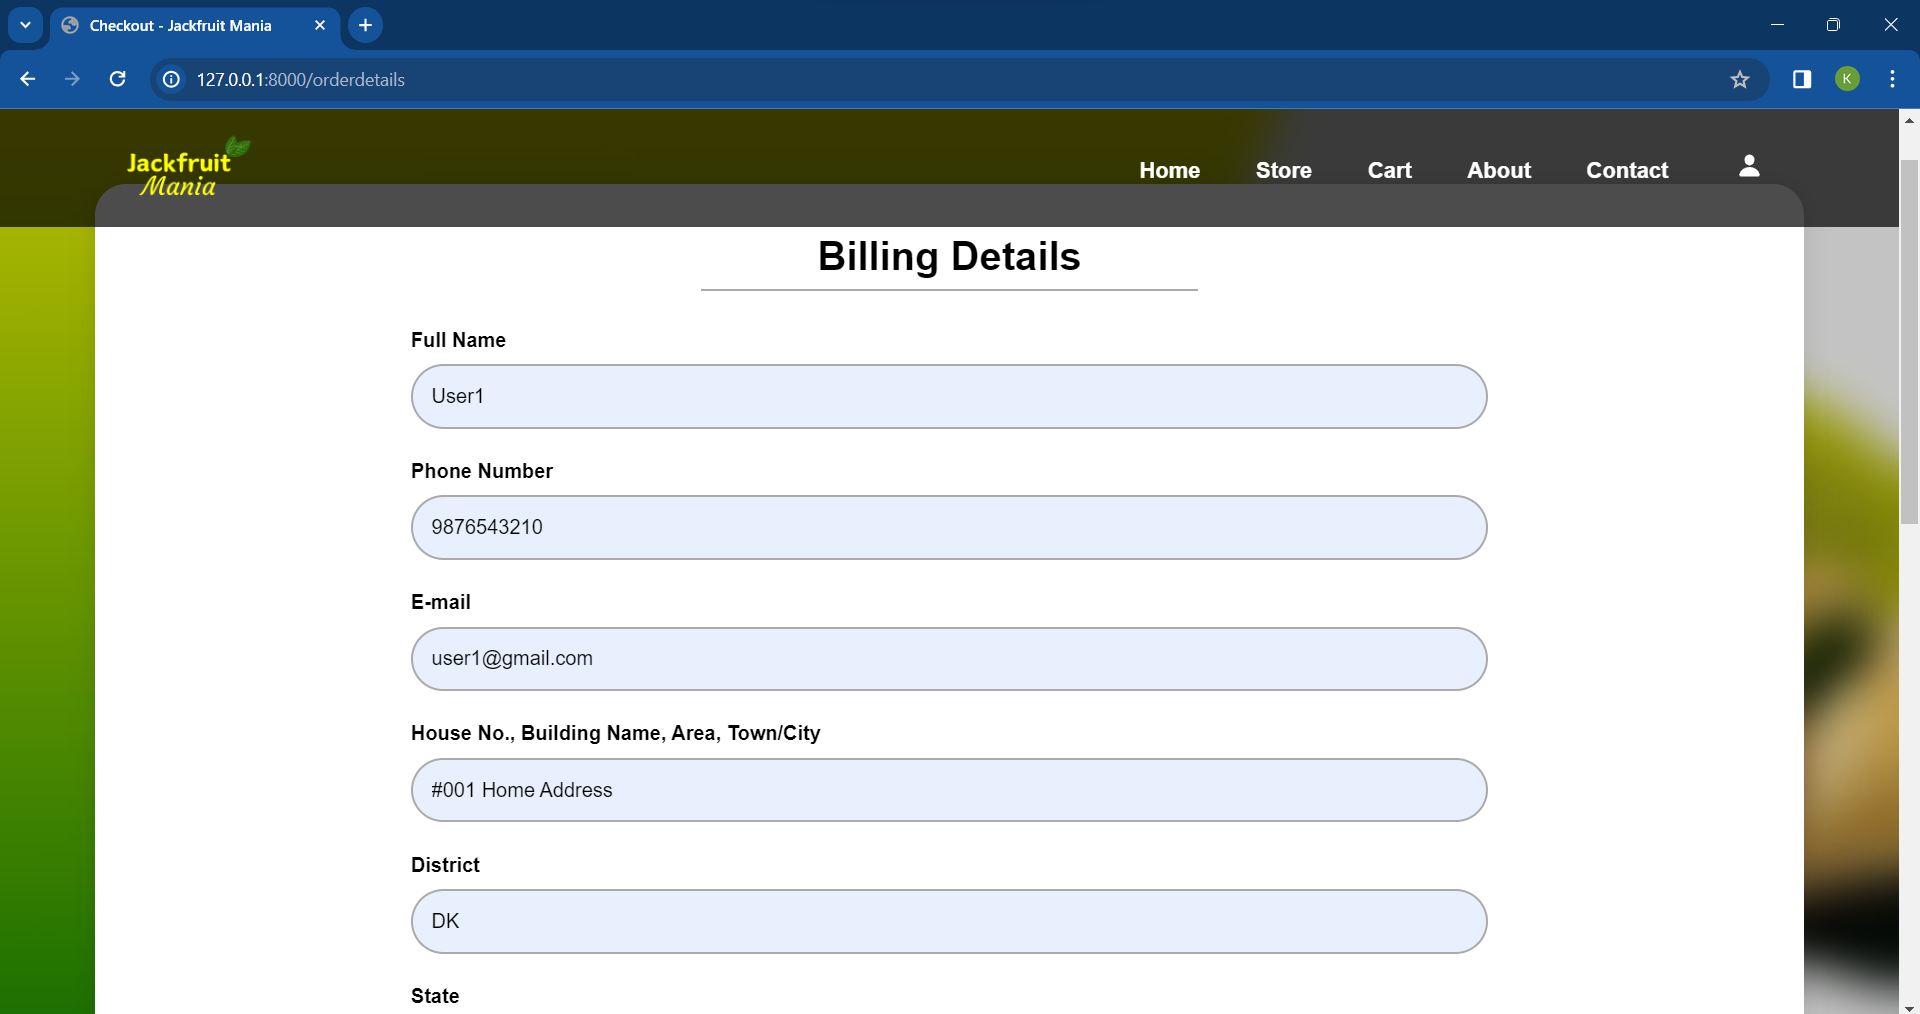 Checkout - Jackfruit Mania
127.0.0.1:8000/orderdetails
K
Jackfruit
Mania
Home
Store
Cart
About
Contact
Billing Details
Full Name
User1
Phone Number
9876543210
E-mail
user1@gmail.com
House No., Building Name, Area, Town/City
#001 Home Address
District
DK
State